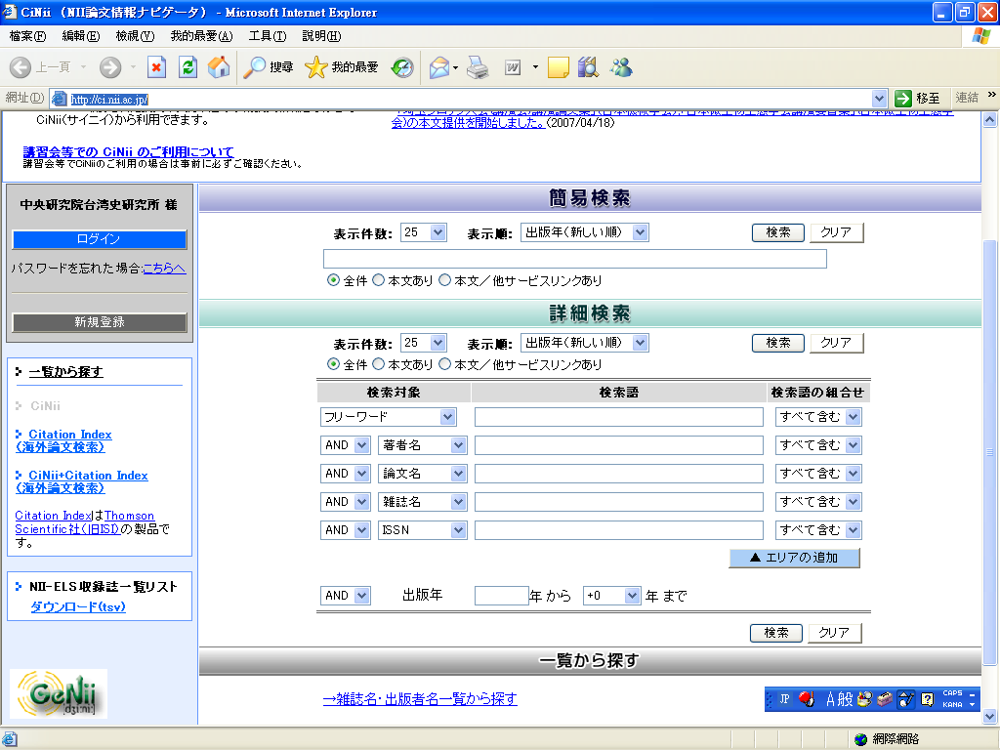 CiNii （NII論文情報ナビゲータ） - Microsoft Internet Explorer
檔案(F) 編輯(E) 檢視(V) 我的最愛(A) 工具(T) 說明(H)
上一頁 搜尋 我的最愛
網址(D) http://ci.nii.ac.jp/ 移至 連結 »
CiNii(サイニイ)から利用できます。
会)の本文提供を開始しました。(2007/04/18)
講習会等での CiNii のご利用について
講習会等でCiNiiのご利用の場合は事前に必ずご確認ください。
中央研究院台湾史研究所 様
ログイン
パスワードを忘れた場合:こちらへ
新規登録
一覧から探す
CiNii
Citation Index
(海外論文検索)
CiNii+Citation Index
(海外論文検索)
Citation IndexはThomson
Scientific社(旧ISI)の製品で
す。
NII-ELS収録誌一覧リスト
ダウンロード(tsv)
GeNii
[dʒi:ni]
簡易検索
表示件数: 25 表示順: 出版年(新しい順) 検索 クリア
全件 本文あり 本文／他サービスリンクあり
詳細検索
表示件数: 25 表示順: 出版年(新しい順) 検索 クリア
全件 本文あり 本文／他サービスリンクあり
検索対象 検索語 検索語の組合せ
フリーワード すべて含む
AND 著者名 すべて含む
AND 論文名 すべて含む
AND 雑誌名 すべて含む
AND ISSN すべて含む
▲ エリアの追加
AND 出版年 年 から +0 年 まで
検索 クリア
一覧から探す
→雑誌名・出版者名一覧から探す
JP A 般 CAPS
KANA
網際網路